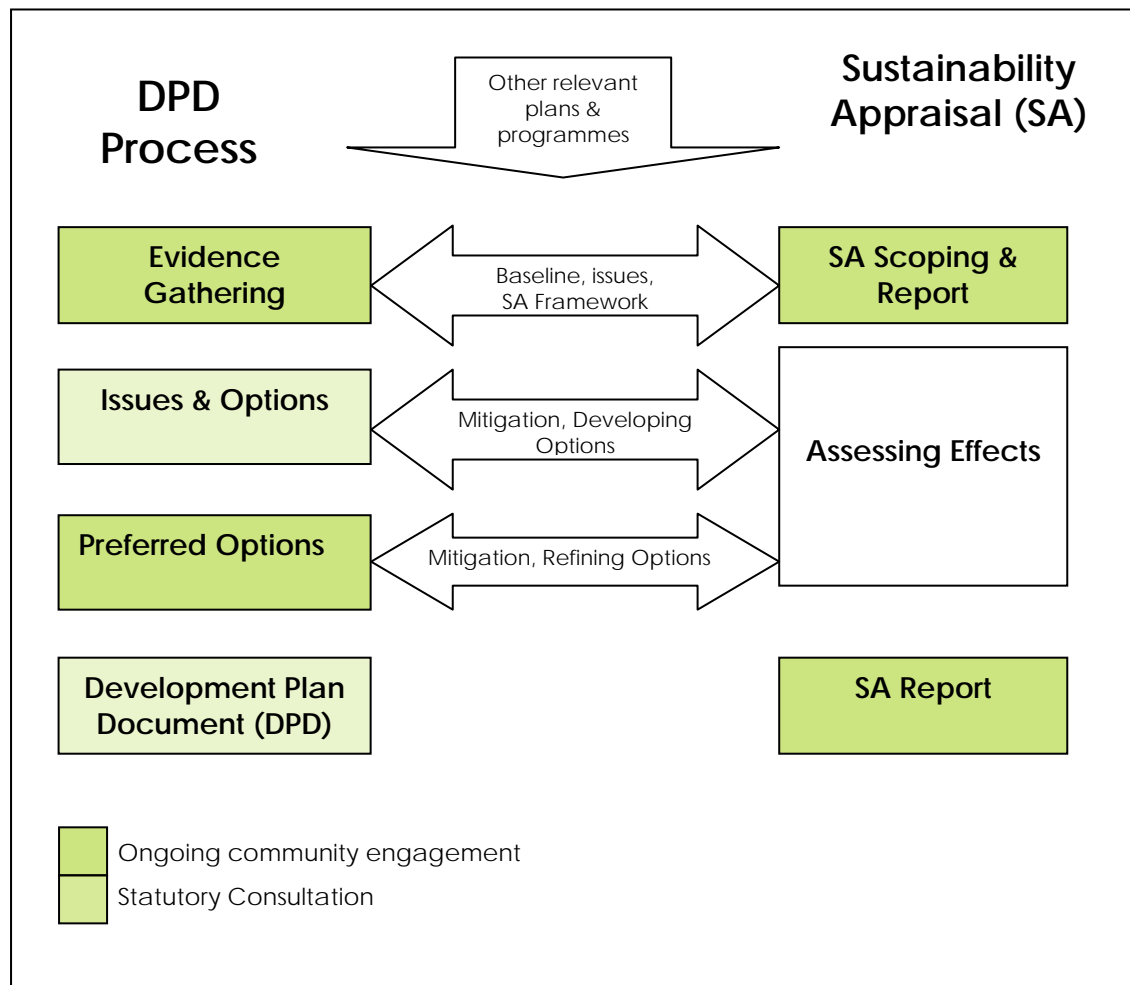 DPD
Process
Other relevant
plans &
programmes
Sustainability
Appraisal (SA)
Evidence
Gathering
Baseline, issues,
SA Framework
SA Scoping &
Report
Issues & Options
Mitigation, Developing
Options
Assessing Effects
Preferred Options
Mitigation, Refining Options
Development Plan
Document (DPD)
SA Report
Ongoing community engagement
Statutory Consultation